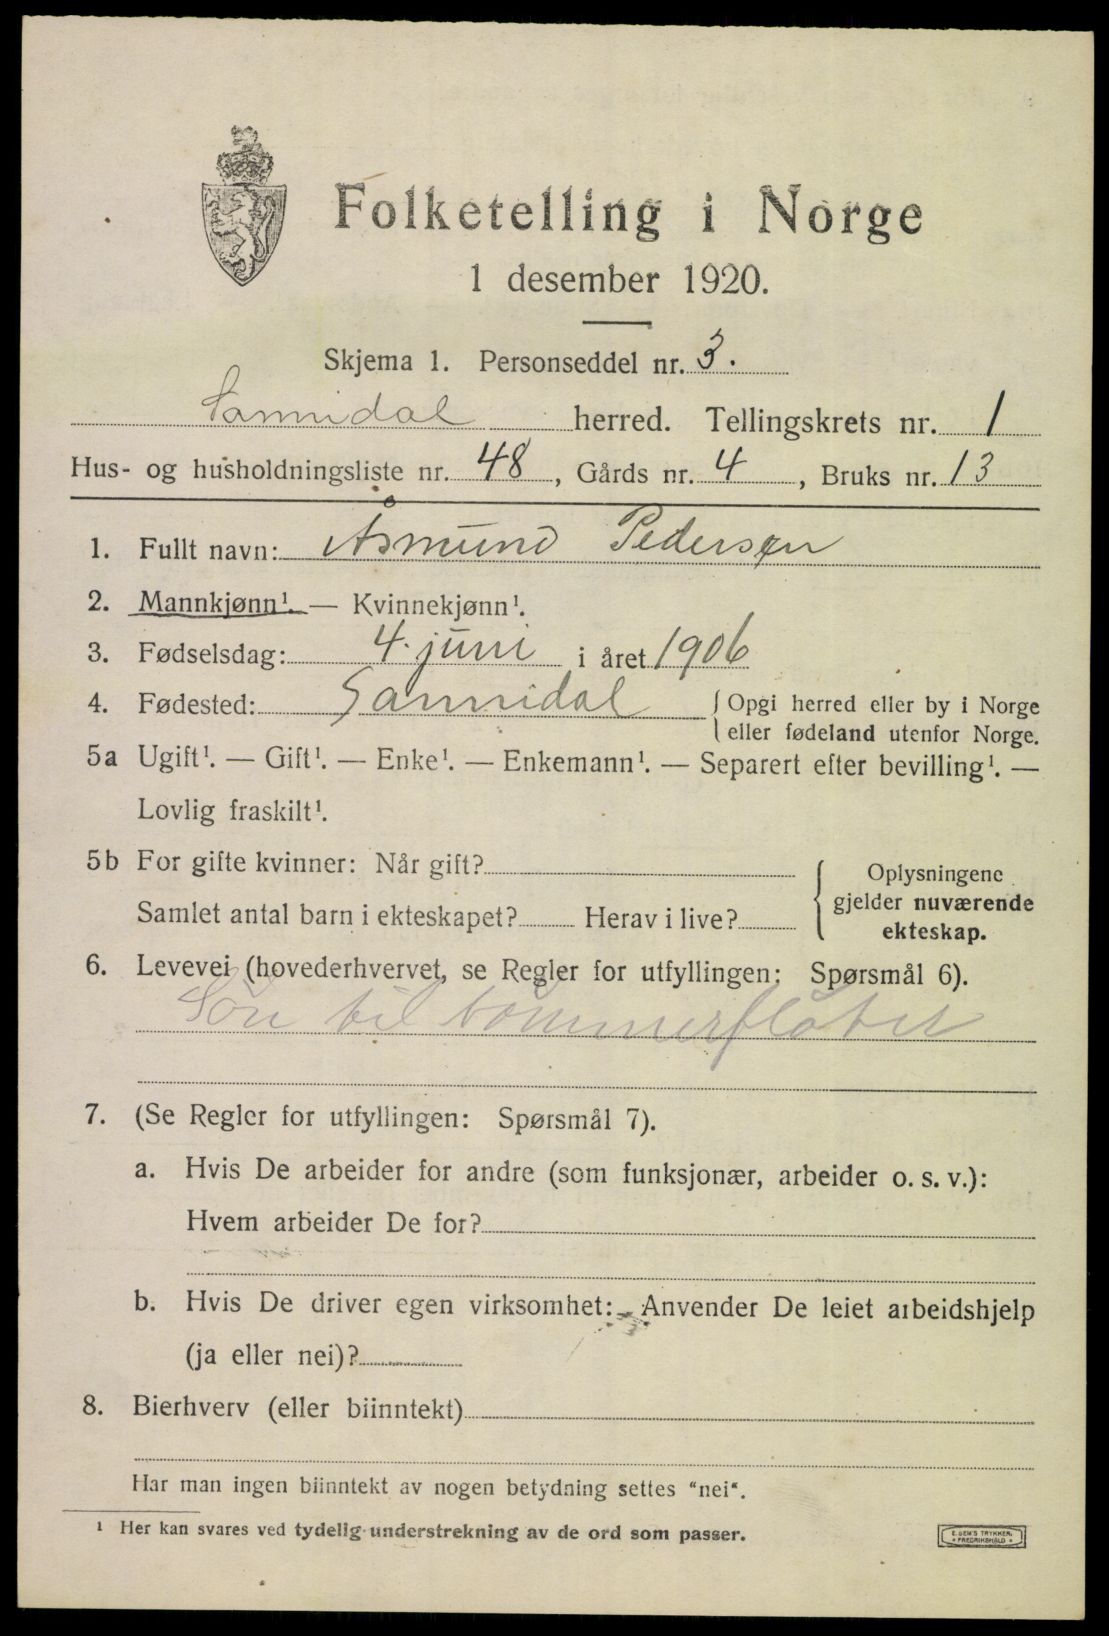 Folketelling i Norge
1 desember 1920.
Skjema 1. Personseddel nr. 3.
Sannidal herred. Tellingskrets nr. 1
Hus- og husholdningsliste nr. 48, Gårds nr. 4, Bruks nr. 13
1. Fullt navn: Åsmund Pedersen
2. Mannkjønn¹. — Kvinnekjønn¹.
3. Fødselsdag: 4. juni i året 1906
4. Fødested: Sannidal { Opgi herred eller by i Norge
eller fødeland utenfor Norge.
5a Ugift¹. — Gift¹. — Enke¹. — Enkemann¹. — Separert efter bevilling¹. —
Lovlig fraskilt¹.
5b For gifte kvinner: Når gift?
Samlet antal barn i ekteskapet? Herav i live?
Oplysningene
gjelder nuværende
ekteskap.
6. Levevei (hovederhvervet, se Regler for utfyllingen: Spørsmål 6).
Søn til tømmerfløter
7. (Se Regler for utfyllingen: Spørsmål 7).
a. Hvis De arbeider for andre (som funksjonær, arbeider o. s. v.):
Hvem arbeider De for?
b. Hvis De driver egen virksomhet: Anvender De leiet arbeidshjelp
(ja eller nei)?
8. Bierhverv (eller biinntekt)
Har man ingen biinntekt av nogen betydning settes "nei".
¹ Her kan svares ved tydelig understrekning av de ord som passer.
E. SEM'S TRYKKERI
FREDRIKSHALD